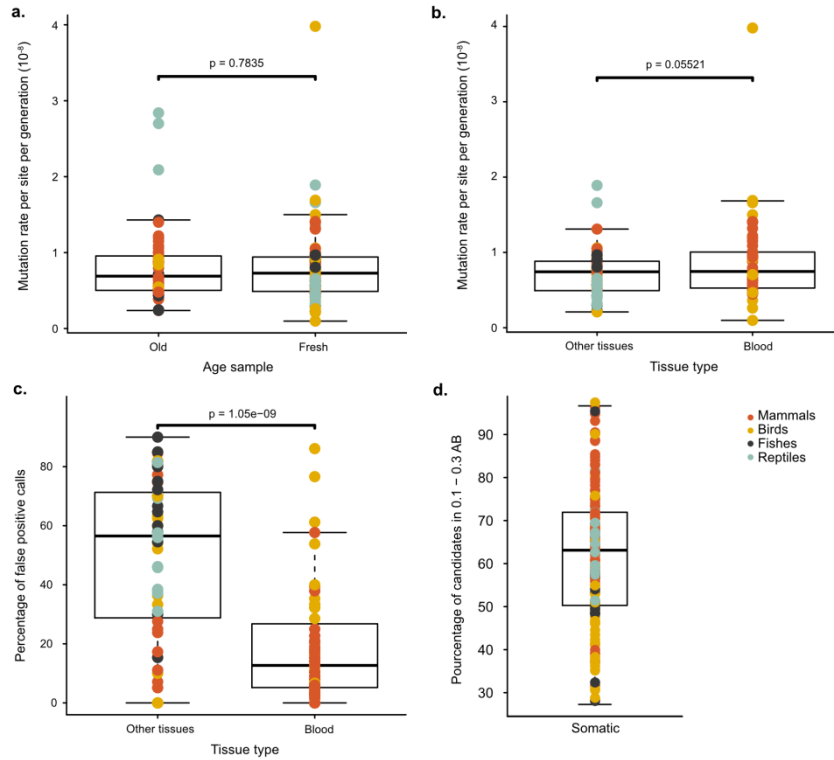 a.
Mutation rate per site per generation (10⁻⁸)
4
3
2
1
0
p = 0.7835
Old
Fresh
Age sample
b.
Mutation rate per site per generation (10⁻⁸)
4
3
2
1
0
p = 0.05521
Other tissues
Blood
Tissue type
c.
Percentage of false positive calls
80
60
40
20
0
p = 1.05e−09
Other tissues
Blood
Tissue type
d.
Pourcentage of candidates in 0.1 − 0.3 AB
90
80
70
60
50
40
30
Somatic
Mammals
Birds
Fishes
Reptiles